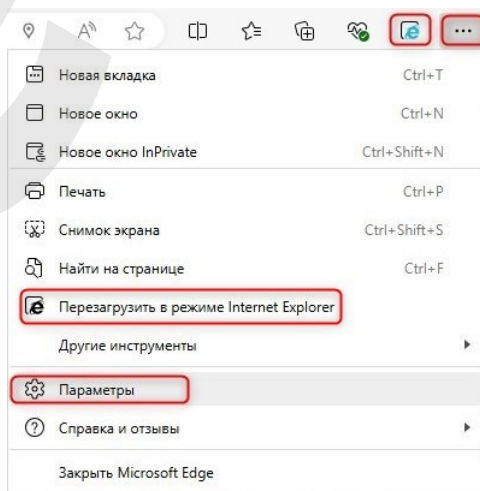 Новая вкладка Ctrl+T
Новое окно Ctrl+N
Новое окно InPrivate Ctrl+Shift+N
Печать Ctrl+P
Снимок экрана Ctrl+Shift+S
Найти на странице Ctrl+F
Перезагрузить в режиме Internet Explorer
Другие инструменты
Параметры
Справка и отзывы
Закрыть Microsoft Edge